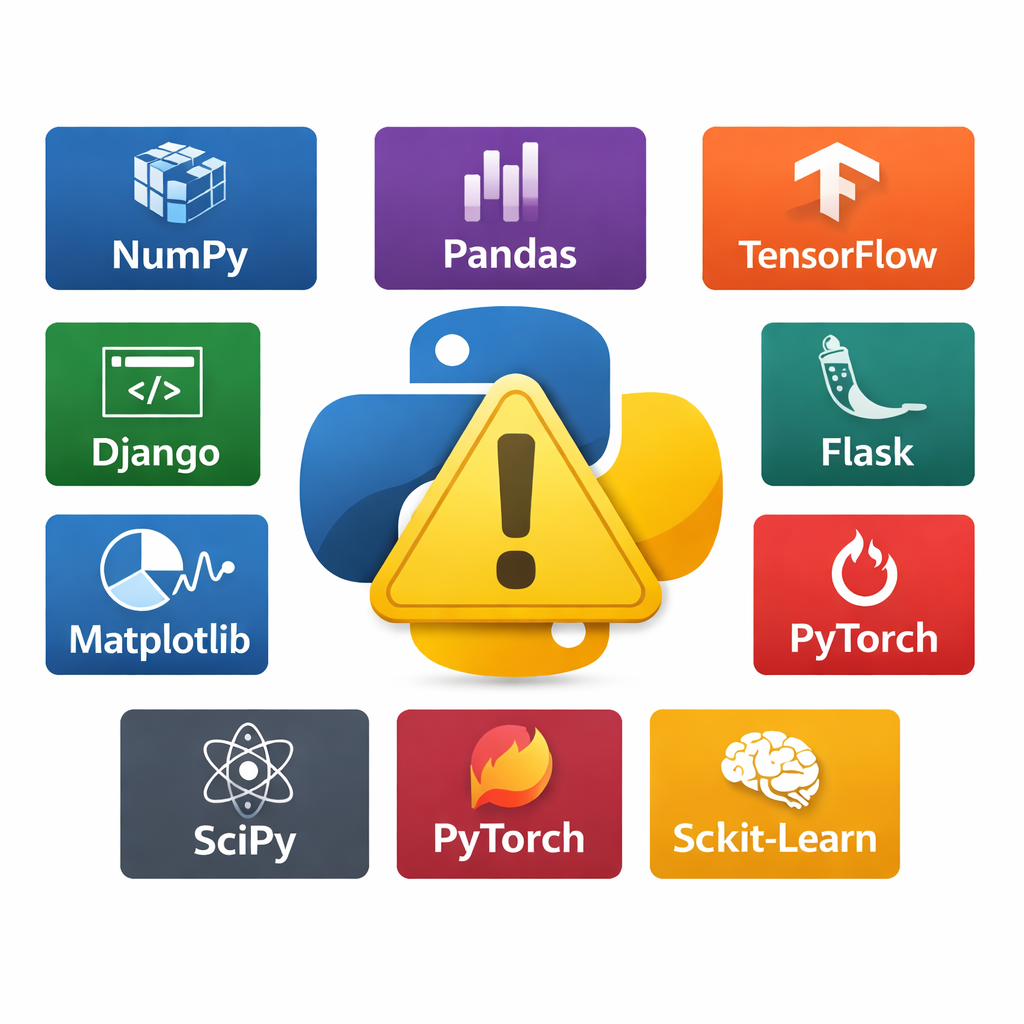 NumPy
Pandas
TensorFlow
</>
Django
!
Flask
Matplotlib
PyTorch
SciPy
PyTorch
Sckit-Learn